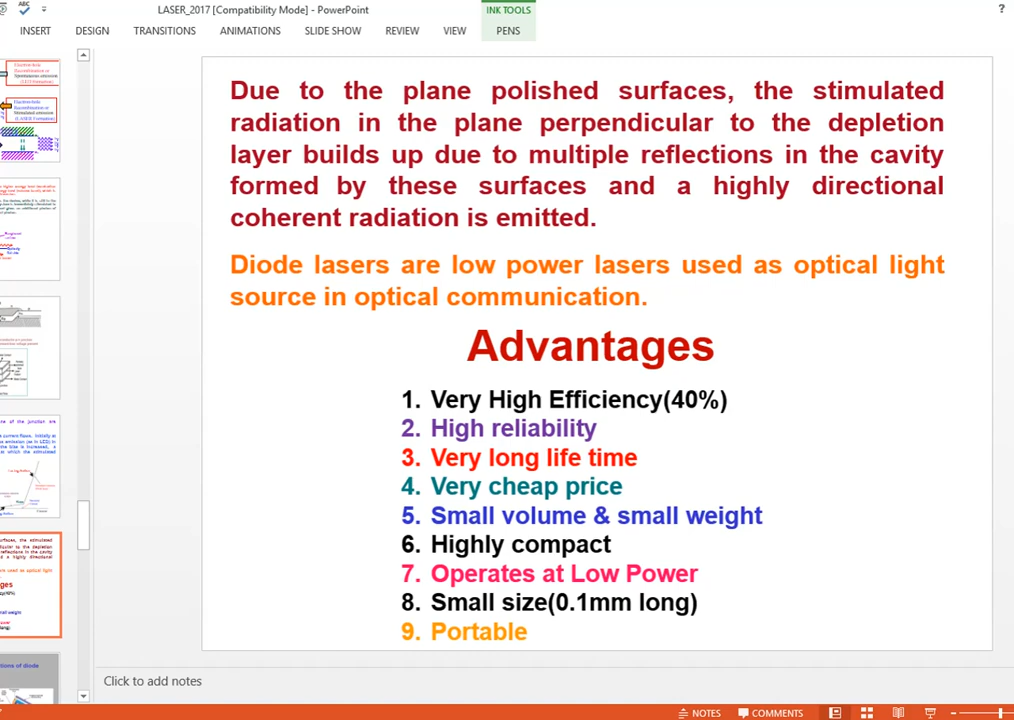 LASER_2017 [Compatibility Mode] - PowerPoint
INK TOOLS
?
ABC
INSERT DESIGN TRANSITIONS ANIMATIONS SLIDE SHOW REVIEW VIEW PENS
Due to the plane polished surfaces, the stimulated
radiation in the plane perpendicular to the depletion
layer builds up due to multiple reflections in the cavity
formed by these surfaces and a highly directional
coherent radiation is emitted.
Diode lasers are low power lasers used as optical light
source in optical communication.
Advantages
1. Very High Efficiency(40%)
2. High reliability
3. Very long life time
4. Very cheap price
5. Small volume & small weight
6. Highly compact
7. Operates at Low Power
8. Small size(0.1mm long)
9. Portable
Click to add notes
NOTES COMMENTS